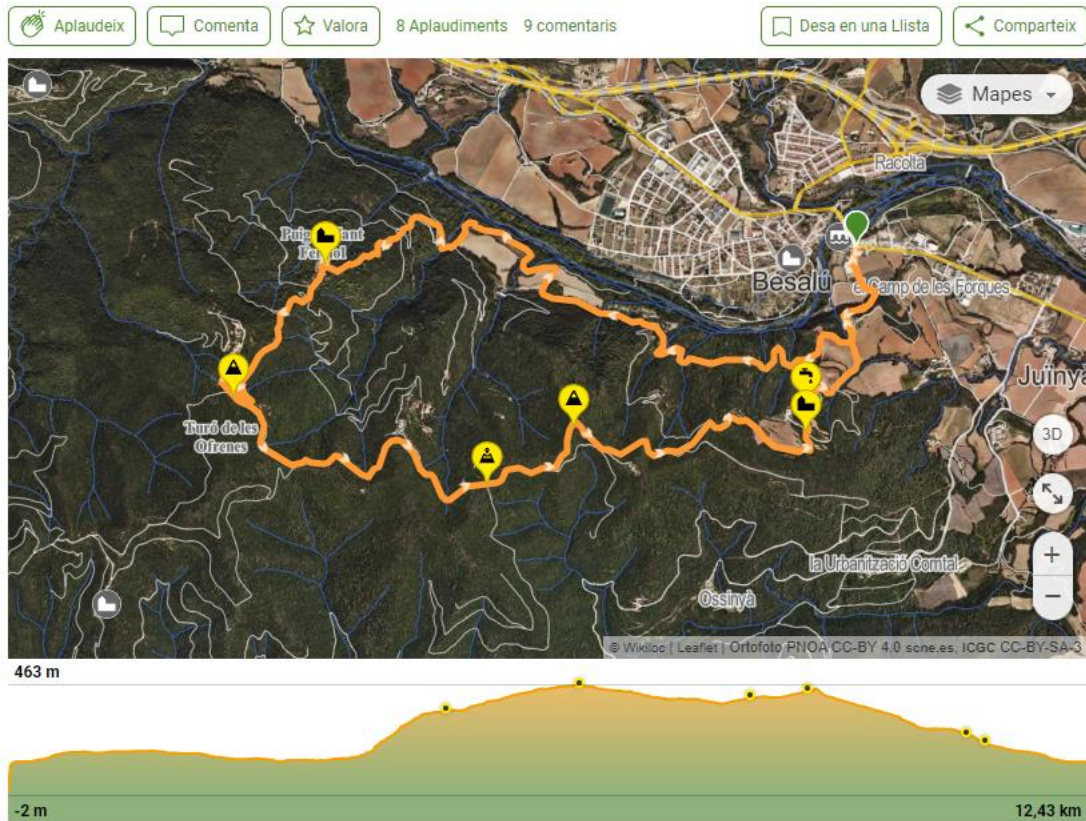 Aplaudeix
Comenta
Valora
8 Aplaudiments
9 comentaris
Desa en una Llista
Comparteix
Mapes
Racolta
Besalú
el Camp de les Forques
Juïnya
Turó de les
Ofrenes
3D
la Urbanització Comtal
Ossinyà
+
−
© Wikiloc | Leaflet | Ortofoto PNOA CC-BY 4.0 scne.es, ICGC CC-BY-SA-3
463 m
-2 m
12,43 km